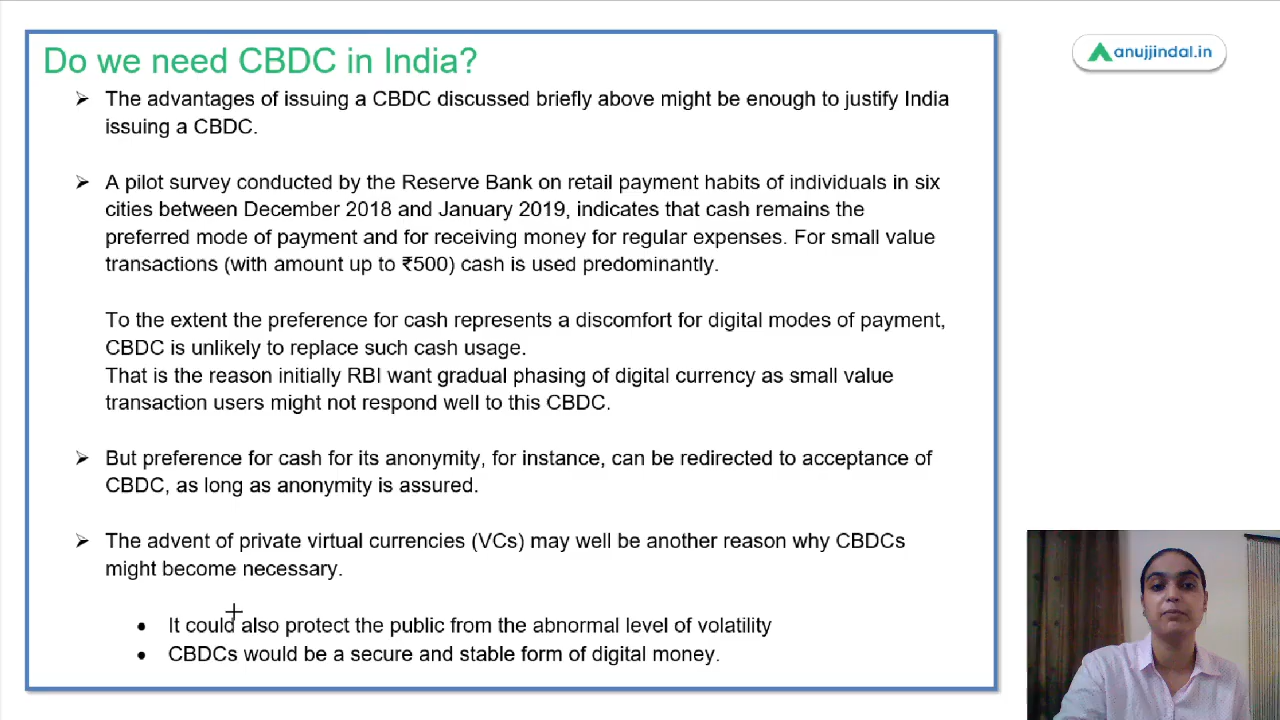 Do we need CBDC in India?
anujjindal.in
➢ The advantages of issuing a CBDC discussed briefly above might be enough to justify India
issuing a CBDC.
➢ A pilot survey conducted by the Reserve Bank on retail payment habits of individuals in six
cities between December 2018 and January 2019, indicates that cash remains the
preferred mode of payment and for receiving money for regular expenses. For small value
transactions (with amount up to ₹500) cash is used predominantly.
To the extent the preference for cash represents a discomfort for digital modes of payment,
CBDC is unlikely to replace such cash usage.
That is the reason initially RBI want gradual phasing of digital currency as small value
transaction users might not respond well to this CBDC.
➢ But preference for cash for its anonymity, for instance, can be redirected to acceptance of
CBDC, as long as anonymity is assured.
➢ The advent of private virtual currencies (VCs) may well be another reason why CBDCs
might become necessary.
• It could also protect the public from the abnormal level of volatility
• CBDCs would be a secure and stable form of digital money.